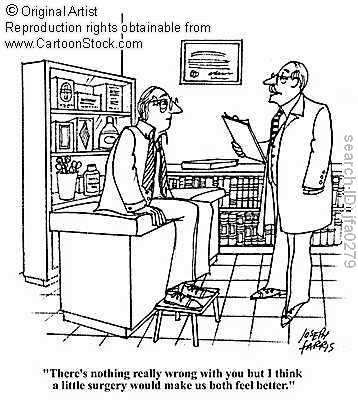 © Original Artist
Reproduction rights obtainable from
www.CartoonStock.com
search ID: jfa0279
JOSEPH
FARRIS
"There's nothing really wrong with you but I think
a little surgery would make us both feel better."